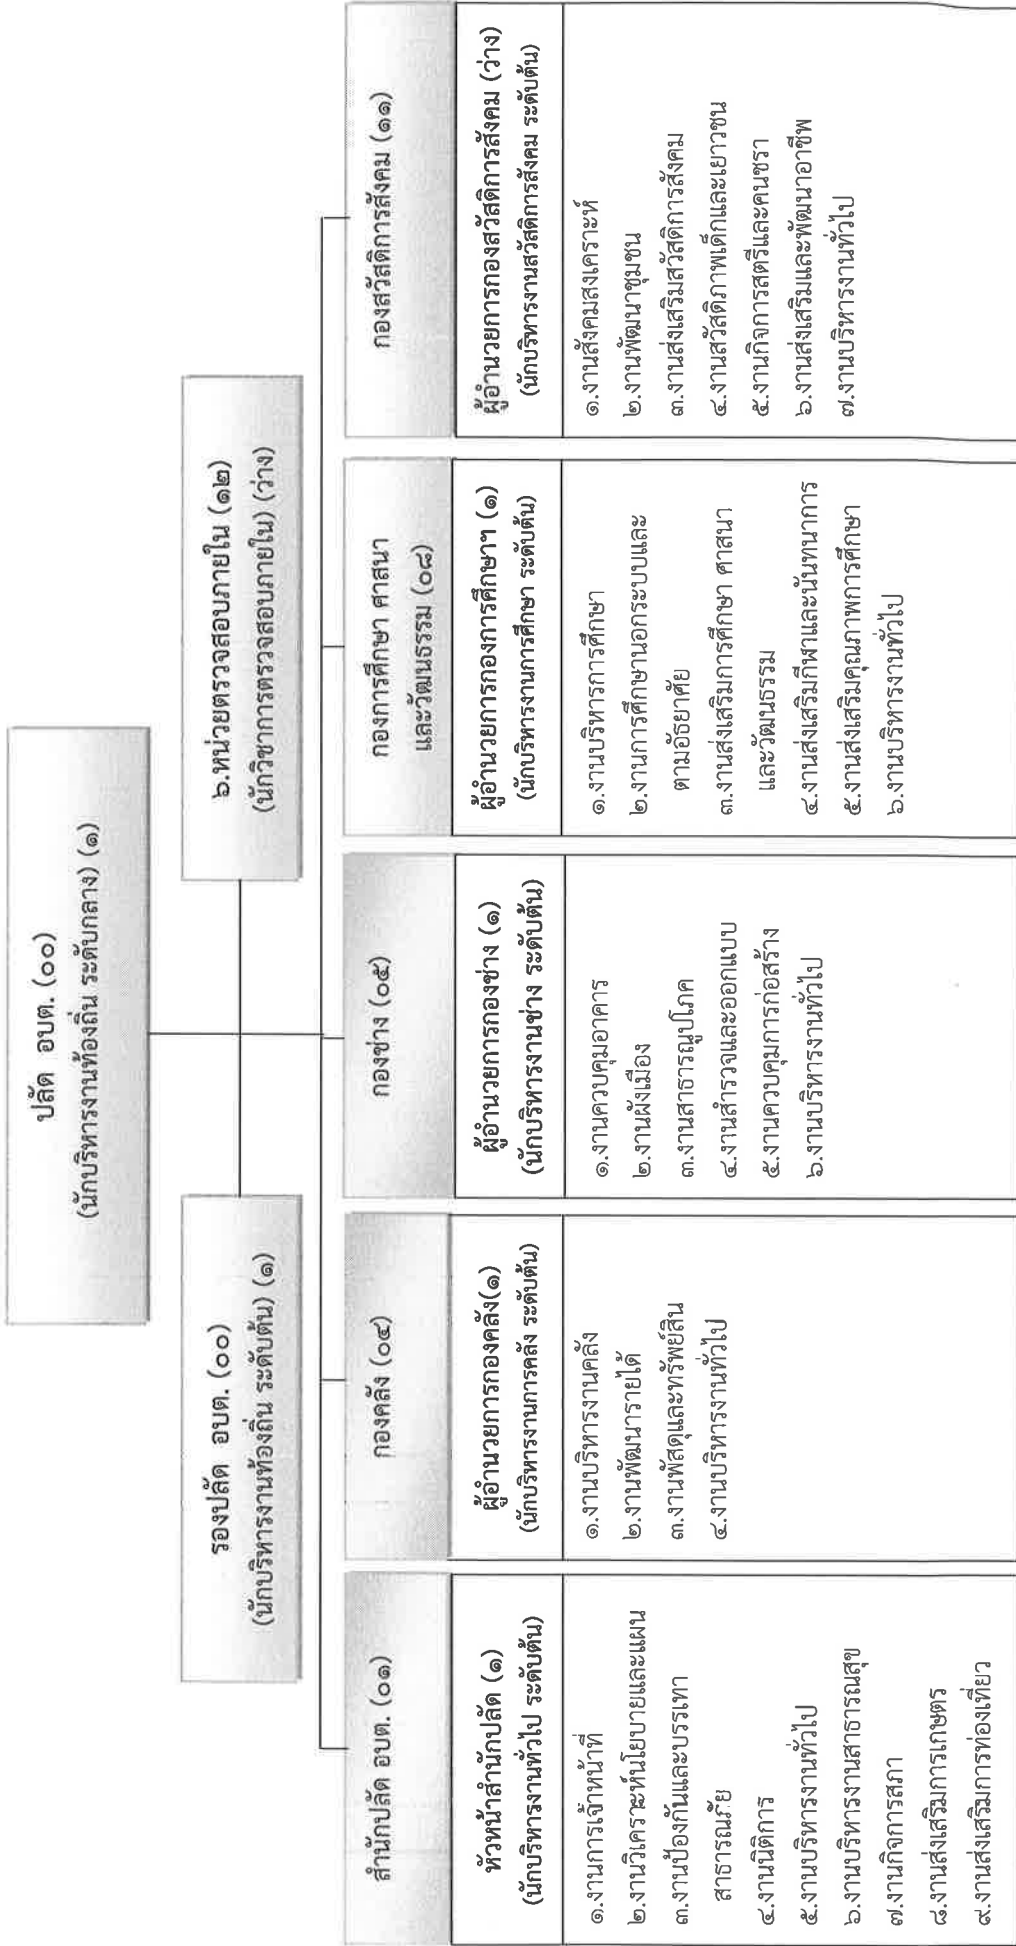 ปลัด อบต. (๐๐)
(นักบริหารงานท้องถิ่น ระดับกลาง) (๑)
รองปลัด อบต. (๐๐)
(นักบริหารงานท้องถิ่น ระดับต้น) (๑)
๖.หน่วยตรวจสอบภายใน (๑๒)
(นักวิชาการตรวจสอบภายใน) (ว่าง)
สำนักปลัด อบต. (๐๑)
หัวหน้าสำนักปลัด (๑)
(นักบริหารงานทั่วไป ระดับต้น)
๑.งานการเจ้าหน้าที่
๒.งานวิเคราะห์นโยบายและแผน
๓.งานป้องกันและบรรเทา
สาธารณภัย
๔.งานนิติการ
๕.งานบริหารงานทั่วไป
๖.งานบริหารงานสาธารณสุข
๗.งานกิจการสภา
๘.งานส่งเสริมการเกษตร
๙.งานส่งเสริมการท่องเที่ยว
กองคลัง (๐๔)
ผู้อำนวยการกองคลัง(๑)
(นักบริหารงานการคลัง ระดับต้น)
๑.งานบริหารงานคลัง
๒.งานพัฒนารายได้
๓.งานพัสดุและทรัพย์สิน
๔.งานบริหารงานทั่วไป
กองช่าง (๐๕)
ผู้อำนวยการกองช่าง (๑)
(นักบริหารงานช่าง ระดับต้น)
๑.งานควบคุมอาคาร
๒.งานผังเมือง
๓.งานสาธารณูปโภค
๔.งานสำรวจและออกแบบ
๕.งานควบคุมการก่อสร้าง
๖.งานบริหารงานทั่วไป
กองการศึกษา ศาสนา
และวัฒนธรรม (๐๘)
ผู้อำนวยการกองการศึกษาฯ (๑)
(นักบริหารงานการศึกษา ระดับต้น)
๑.งานบริหารการศึกษา
๒.งานการศึกษานอกระบบและ
ตามอัธยาศัย
๓.งานส่งเสริมการศึกษา ศาสนา
และวัฒนธรรม
๔.งานส่งเสริมกีฬาและนันทนาการ
๕.งานส่งเสริมคุณภาพการศึกษา
๖.งานบริหารงานทั่วไป
กองสวัสดิการสังคม (๑๑)
ผู้อำนวยการกองสวัสดิการสังคม (ว่าง)
(นักบริหารงานสวัสดิการสังคม ระดับต้น)
๑.งานสังคมสงเคราะห์
๒.งานพัฒนาชุมชน
๓.งานส่งเสริมสวัสดิการสังคม
๔.งานสวัสดิภาพเด็กและเยาวชน
๕.งานกิจการสตรีและคนชรา
๖.งานส่งเสริมและพัฒนาอาชีพ
๗.งานบริหารงานทั่วไป